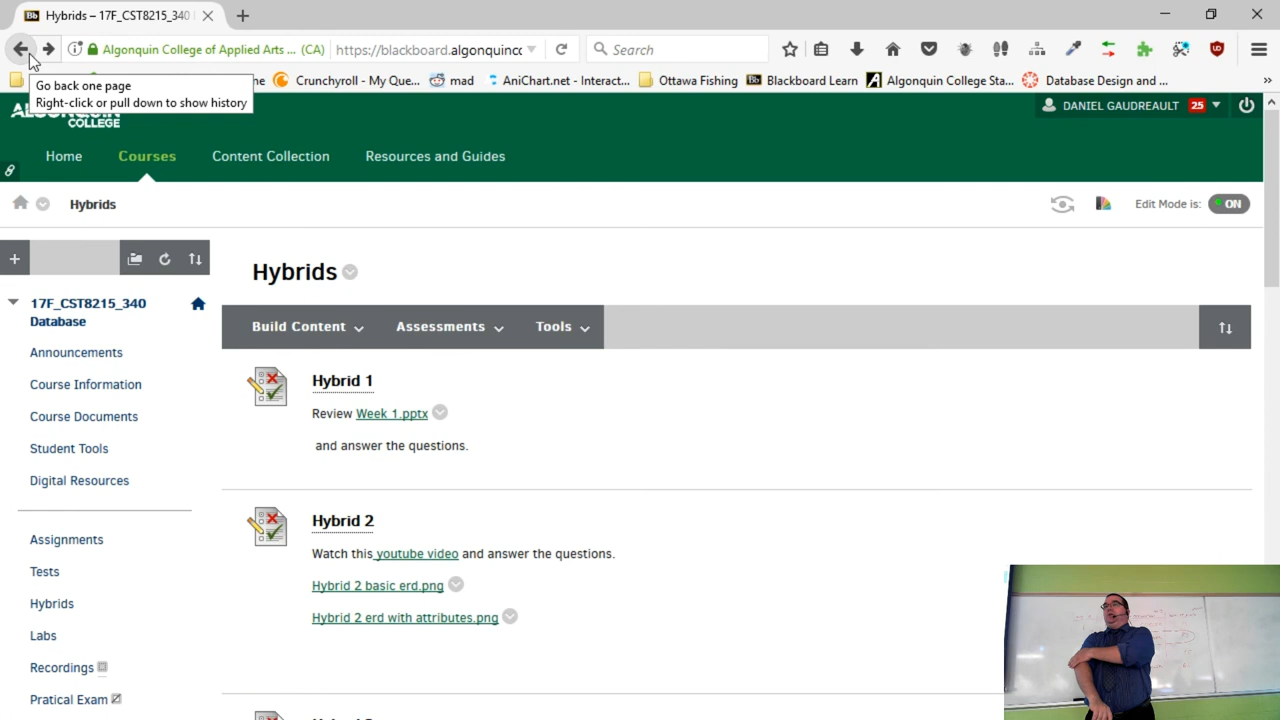 Hybrids – 17F_CST8215_340
Algonquin College of Applied Arts ... (CA)
https://blackboard.algonquincc
Search
Go back one page
Right-click or pull down to show history
Crunchyroll - My Que...
mad
AniChart.net - Interact...
Ottawa Fishing
Blackboard Learn
Algonquin College Sta...
Database Design and ...
ALGONQUIN
COLLEGE
DANIEL GAUDREAULT 25
Home
Courses
Content Collection
Resources and Guides
Hybrids
Edit Mode is: ON
17F_CST8215_340
Database
Announcements
Course Information
Course Documents
Student Tools
Digital Resources
Assignments
Tests
Hybrids
Labs
Recordings
Pratical Exam
Hybrids
Build Content
Assessments
Tools
Hybrid 1
Review Week 1.pptx
and answer the questions.
Hybrid 2
Watch this youtube video and answer the questions.
Hybrid 2 basic erd.png
Hybrid 2 erd with attributes.png